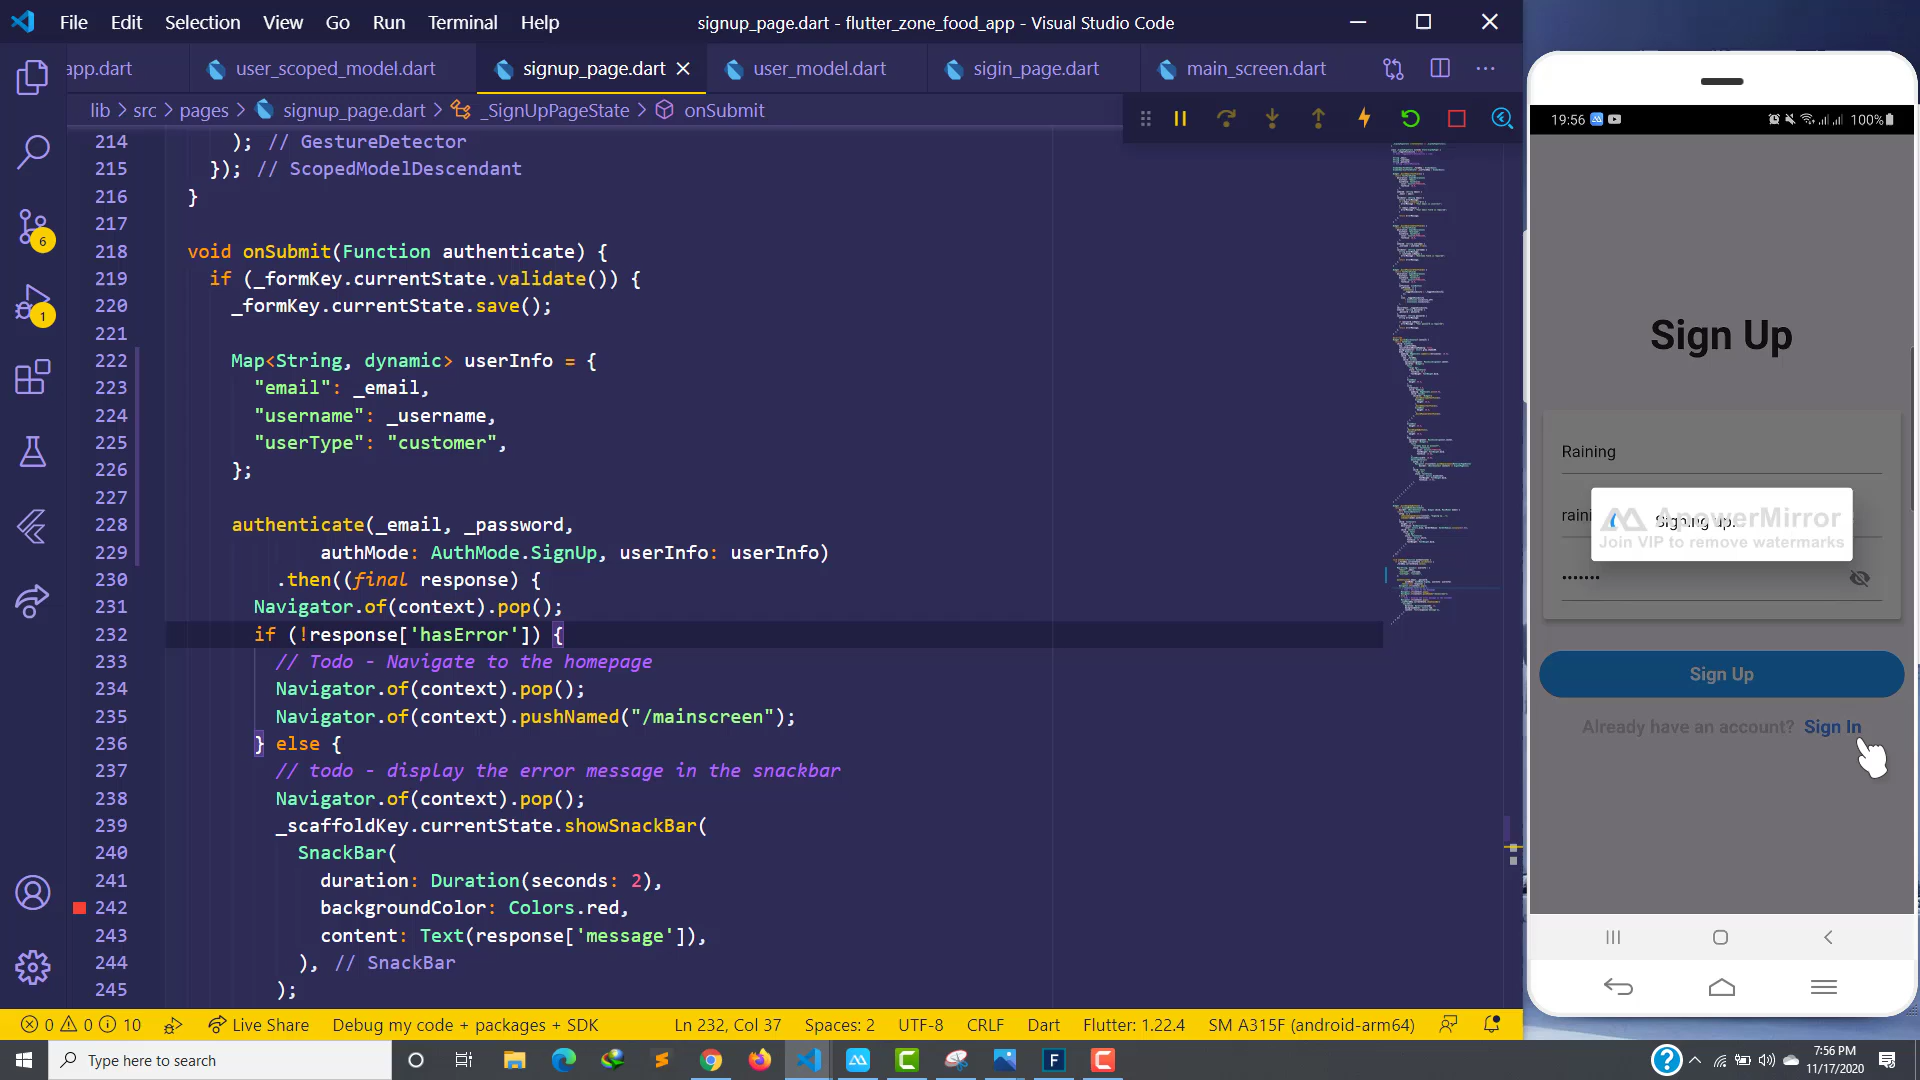 File Edit Selection View Go Run Terminal Help
signup_page.dart - flutter_zone_food_app - Visual Studio Code
app.dart
user_scoped_model.dart
signup_page.dart
user_model.dart
sigin_page.dart
main_screen.dart
lib > src > pages > signup_page.dart > _SignUpPageState > onSubmit
214 ); // GestureDetector
215 }); // ScopedModelDescendant
216 }
217
218 void onSubmit(Function authenticate) {
219 if (_formKey.currentState.validate()) {
220 _formKey.currentState.save();
221
222 Map<String, dynamic> userInfo = {
223 "email": _email,
224 "username": _username,
225 "userType": "customer",
226 };
227
228 authenticate(_email, _password,
229 authMode: AuthMode.SignUp, userInfo: userInfo)
230 .then((final response) {
231 Navigator.of(context).pop();
232 if (!response['hasError']) {
233 // Todo - Navigate to the homepage
234 Navigator.of(context).pop();
235 Navigator.of(context).pushNamed("/mainscreen");
236 } else {
237 // todo - display the error message in the snackbar
238 Navigator.of(context).pop();
239 _scaffoldKey.currentState.showSnackBar(
240 SnackBar(
241 duration: Duration(seconds: 2),
242 backgroundColor: Colors.red,
243 content: Text(response['message']),
244 ), // SnackBar
245 );
6
1
0 0 10 Live Share Debug my code + packages + SDK Ln 232, Col 37 Spaces: 2 UTF-8 CRLF Dart Flutter: 1.22.4 SM A315F (android-arm64)
Type here to search
7:56 PM
11/17/2020
19:56
100%
Sign Up
Raining
raini
ApowerMirror
Signing up...
Join VIP to remove watermarks
•••••••
Sign Up
Already have an account? Sign In